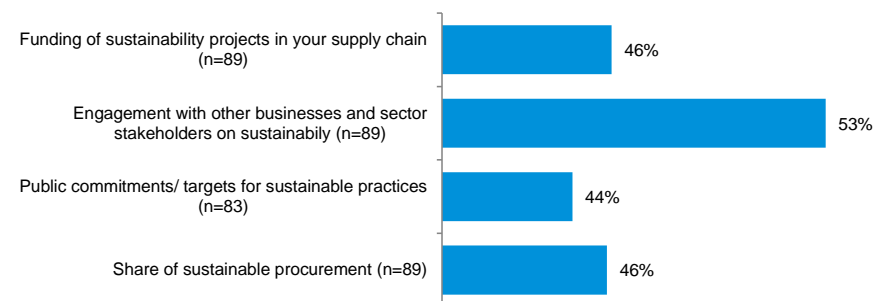 Funding of sustainability projects in your supply chain
(n=89)
46%
Engagement with other businesses and sector
stakeholders on sustainabily (n=89)
53%
Public commitments/ targets for sustainable practices
(n=83)
44%
Share of sustainable procurement (n=89)
46%